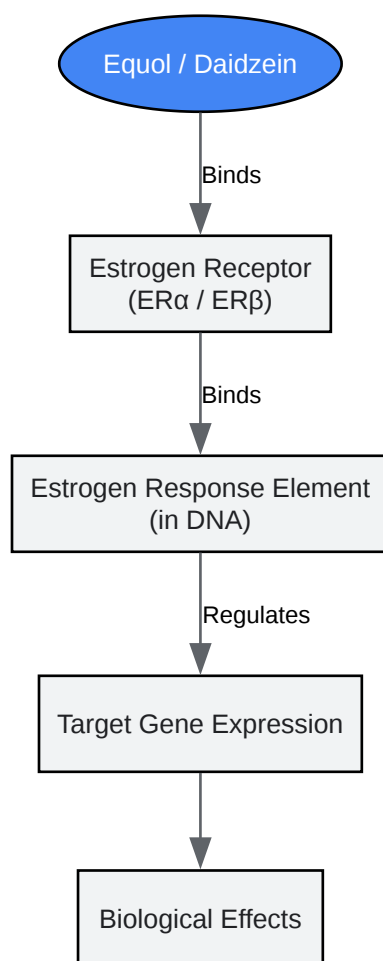 Equol / Daidzein
Binds
Estrogen Receptor
(ERα / ERβ)
Binds
Estrogen Response Element
(in DNA)
Regulates
Target Gene Expression
Biological Effects